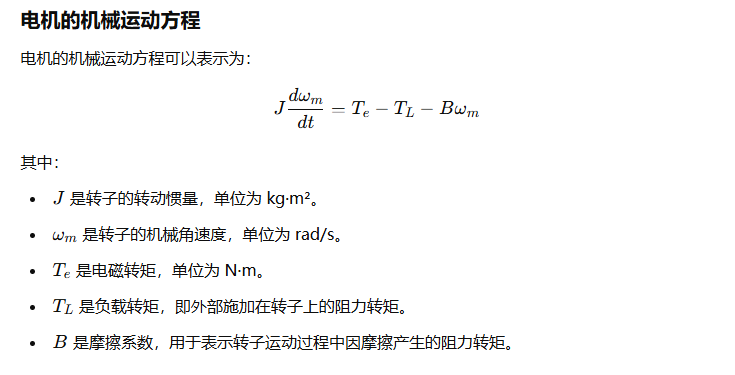 电机的机械运动方程
电机的机械运动方程可以表示为：
J dω_m/dt = T_e − T_L − Bω_m
其中：
• J 是转子的转动惯量，单位为 kg·m²。
• ω_m 是转子的机械角速度，单位为 rad/s。
• T_e 是电磁转矩，单位为 N·m。
• T_L 是负载转矩，即外部施加在转子上的阻力转矩。
• B 是摩擦系数，用于表示转子运动过程中因摩擦产生的阻力转矩。